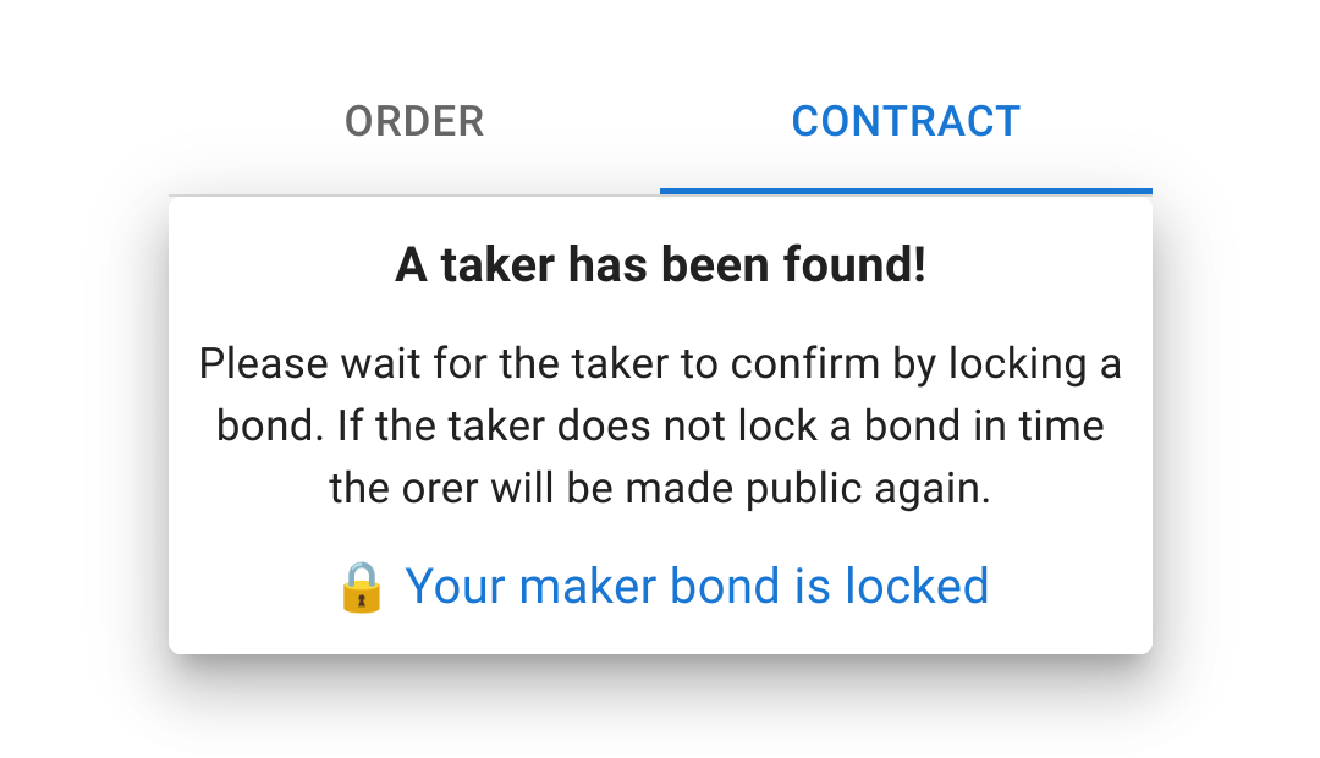 ORDER CONTRACT
A taker has been found!
Please wait for the taker to confirm by locking a
bond. If the taker does not lock a bond in time
the orer will be made public again.
🔒 Your maker bond is locked